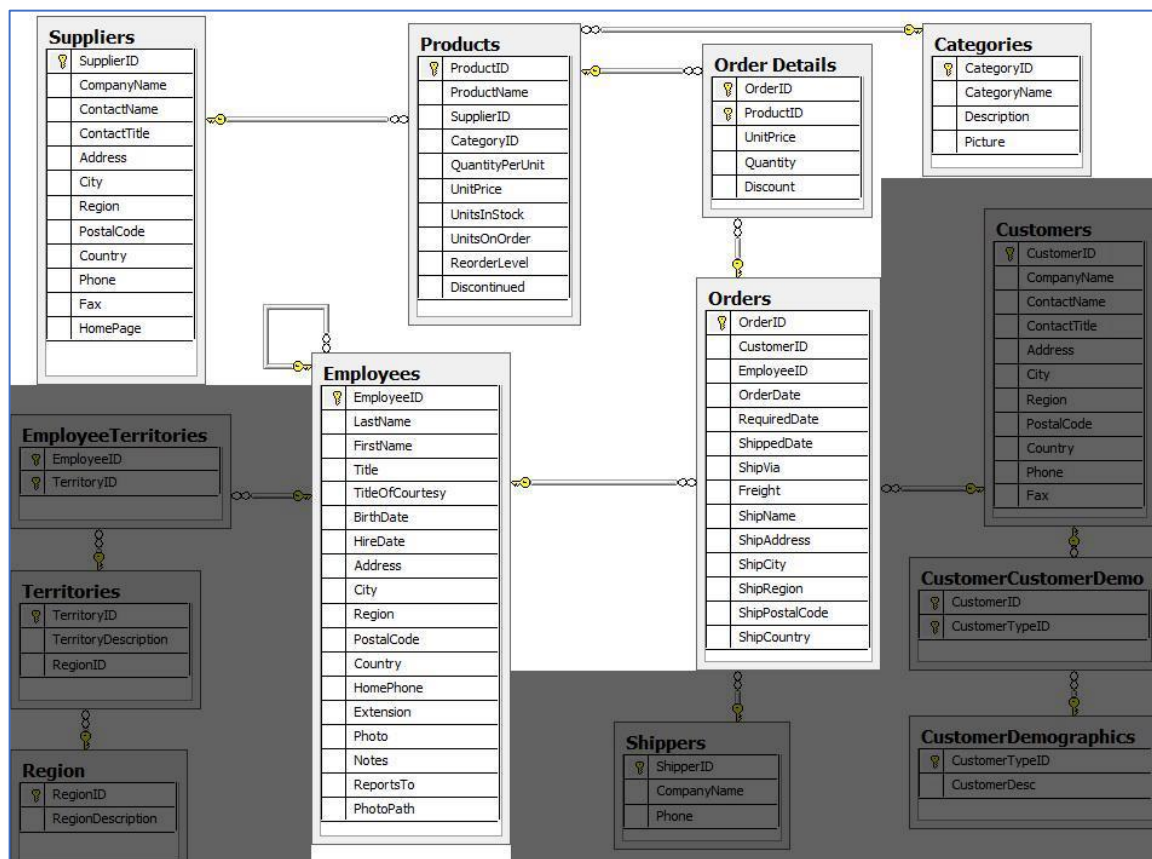 Suppliers
SupplierID
CompanyName
ContactName
ContactTitle
Address
City
Region
PostalCode
Country
Phone
Fax
HomePage
Products
ProductID
ProductName
SupplierID
CategoryID
QuantityPerUnit
UnitPrice
UnitsInStock
UnitsOnOrder
ReorderLevel
Discontinued
Order Details
OrderID
ProductID
UnitPrice
Quantity
Discount
Categories
CategoryID
CategoryName
Description
Picture
Employees
EmployeeID
LastName
FirstName
Title
TitleOfCourtesy
BirthDate
HireDate
Address
City
Region
PostalCode
Country
HomePhone
Extension
Photo
Notes
ReportsTo
PhotoPath
Orders
OrderID
CustomerID
EmployeeID
OrderDate
RequiredDate
ShippedDate
ShipVia
Freight
ShipName
ShipAddress
ShipCity
ShipRegion
ShipPostalCode
ShipCountry
Customers
CustomerID
CompanyName
ContactName
ContactTitle
Address
City
Region
PostalCode
Country
Phone
Fax
EmployeeTerritories
EmployeeID
TerritoryID
Territories
TerritoryID
TerritoryDescription
RegionID
Region
RegionID
RegionDescription
Shippers
ShipperID
CompanyName
Phone
CustomerCustomerDemo
CustomerID
CustomerTypeID
CustomerDemographics
CustomerTypeID
CustomerDesc